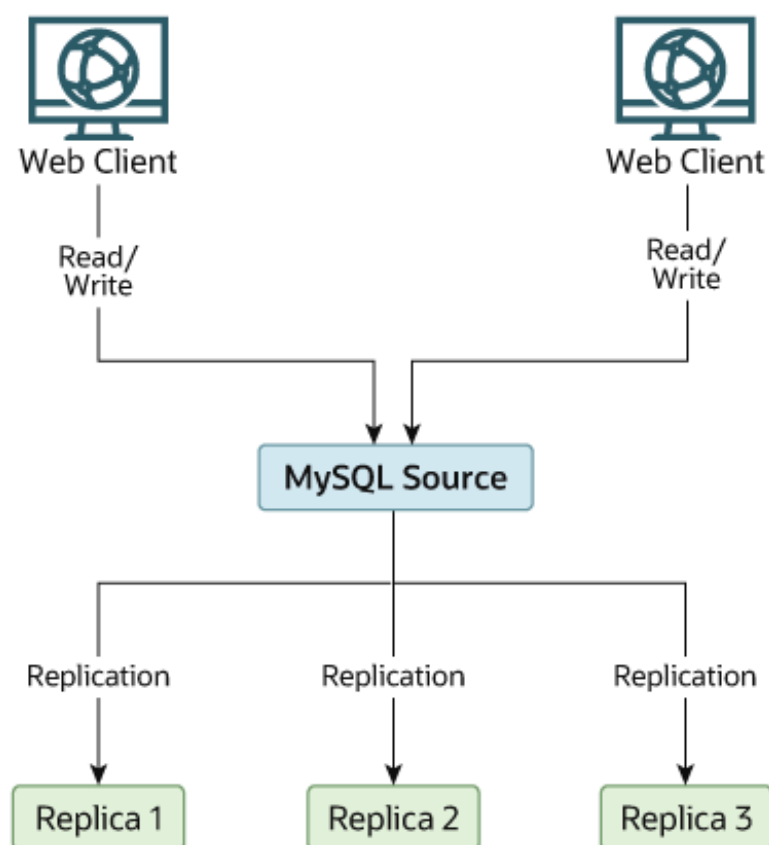 Web Client
Web Client
Read/
Write
Read/
Write
MySQL Source
Replication
Replication
Replication
Replica 1
Replica 2
Replica 3